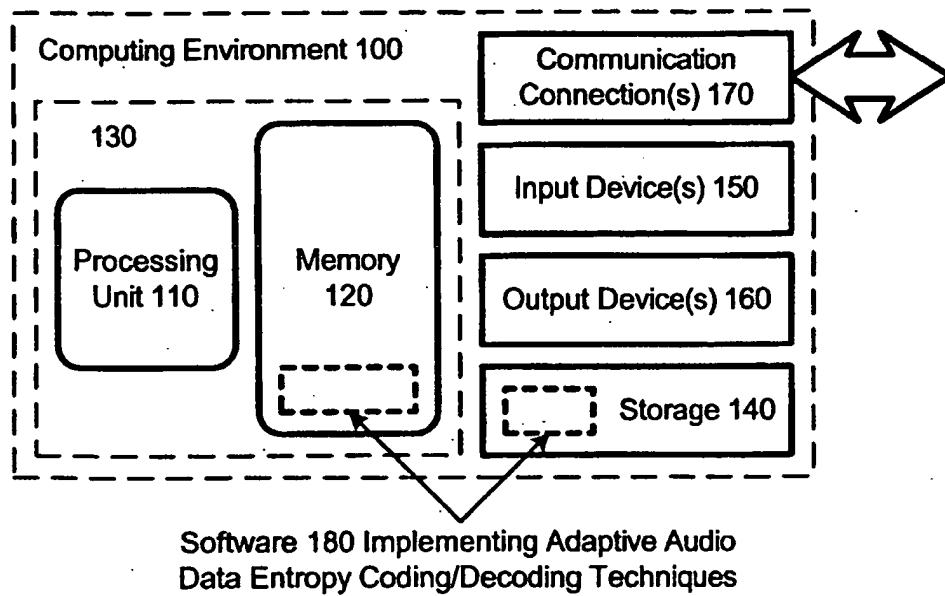 Computing Environment 100
Communication
Connection(s) 170
130
Input Device(s) 150
Processing
Unit 110
Memory
120
Output Device(s) 160
Storage 140
Software 180 Implementing Adaptive Audio
Data Entropy Coding/Decoding Techniques